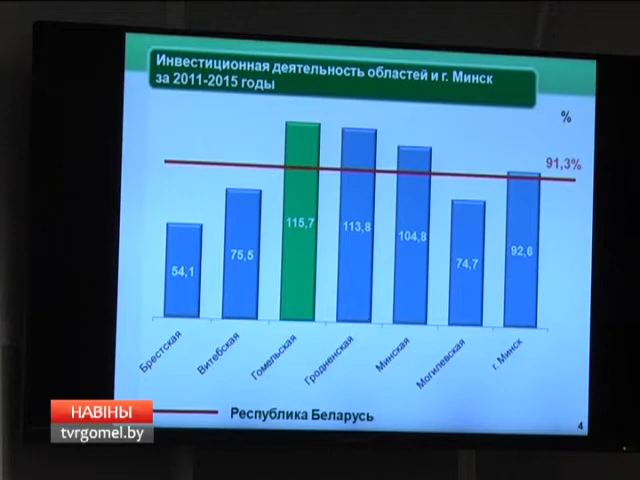 Инвестиционная деятельность областей и г. Минск
за 2011-2015 годы
%
91,3%
54,1
75,5
115,7
113,8
104,8
74,7
92,6
Брестская
Витебская
Гомельская
Гродненская
Минская
Могилевская
г. Минск
Республика Беларусь
4
НАВІНЫ
tvrgomel.by